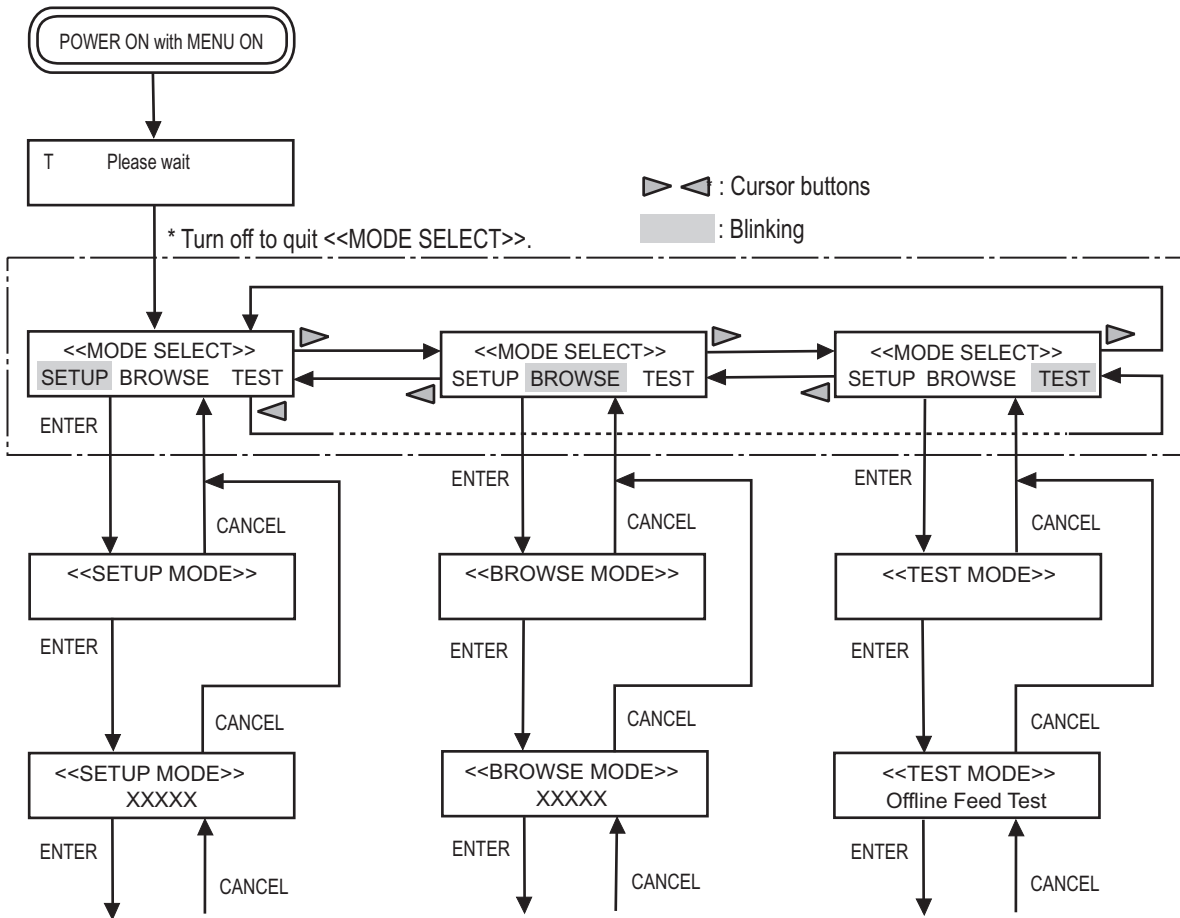 POWER ON with MENU ON
T Please wait
: Cursor buttons
: Blinking
* Turn off to quit <<MODE SELECT>>.
<<MODE SELECT>>
SETUP BROWSE TEST
<<MODE SELECT>>
SETUP BROWSE TEST
<<MODE SELECT>>
SETUP BROWSE TEST
ENTER
CANCEL
ENTER
CANCEL
ENTER
CANCEL
<<SETUP MODE>>
<<BROWSE MODE>>
<<TEST MODE>>
ENTER
CANCEL
ENTER
CANCEL
ENTER
CANCEL
<<SETUP MODE>>
XXXXX
<<BROWSE MODE>>
XXXXX
<<TEST MODE>>
Offline Feed Test
ENTER
CANCEL
ENTER
CANCEL
ENTER
CANCEL